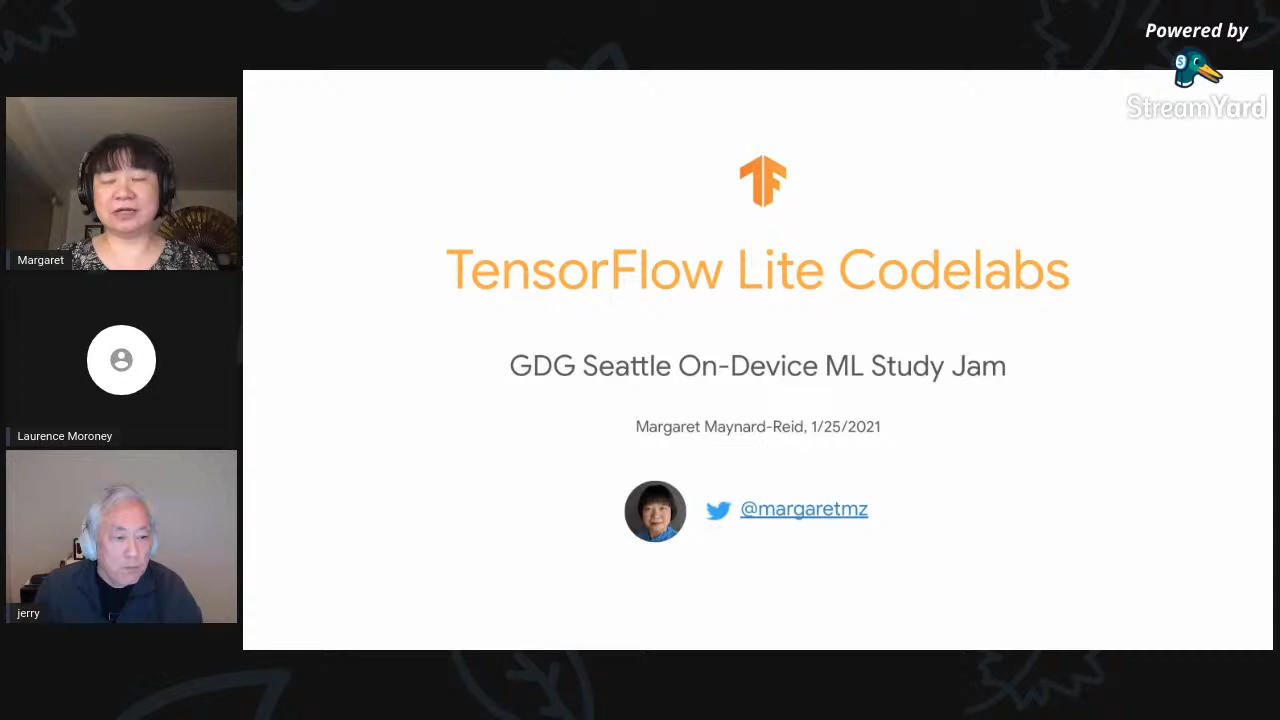 Powered by
StreamYard
Margaret
Laurence Moroney
jerry
TensorFlow Lite Codelabs
GDG Seattle On-Device ML Study Jam
Margaret Maynard-Reid, 1/25/2021
@margaretmz